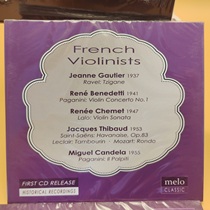 French
Violinists
Jeanne Gautier 1937
Ravel: Tzigane
René Benedetti 1941
Paganini: Violin Concerto No.1
Renée Chemet 1947
Lalo: Violin Sonata
Jacques Thibaud 1953
Saint-Saëns: Havanaise, Op.83
Leclair: Tambourin · Mozart: Rondo
Miguel Candela 1955
Paganini: I Palpiti
FIRST CD RELEASE
HISTORICAL RECORDINGS
melo
CLASSIC